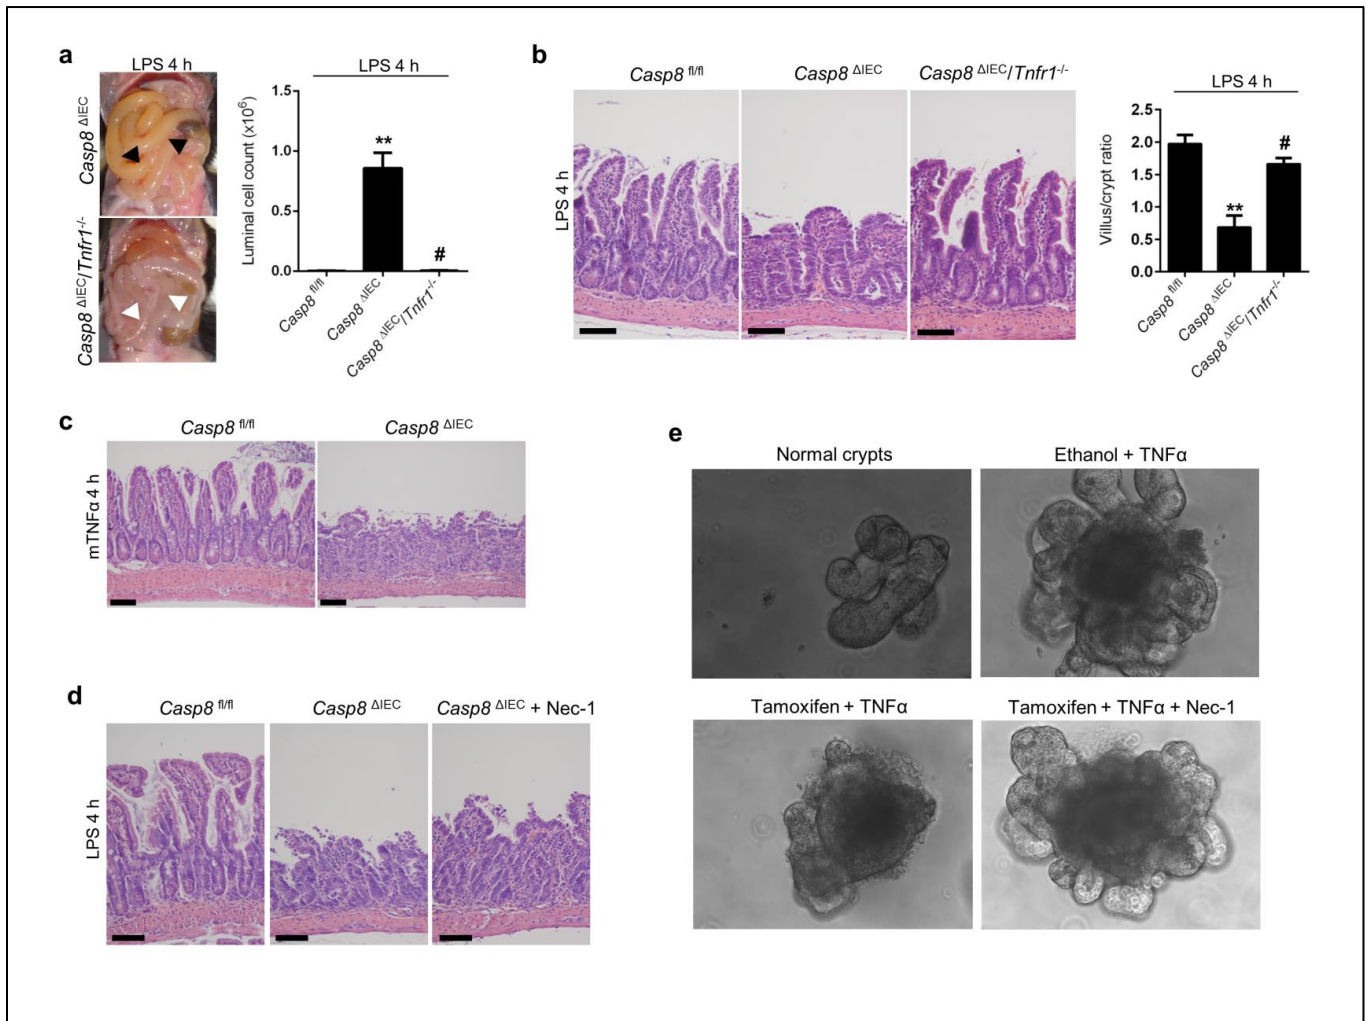 a
LPS 4 h
Casp8 ΔIEC
Casp8 ΔIEC/Tnfr1-/-
LPS 4 h
Luminal cell count (x10⁶)
1.5
1.0
0.5
0.0
**
#
Casp8 fl/fl
Casp8 ΔIEC
Casp8 ΔIEC/Tnfr1-/-
b
Casp8 fl/fl
Casp8 ΔIEC
Casp8 ΔIEC/Tnfr1-/-
LPS 4 h
LPS 4 h
Villus/crypt ratio
2.5
2.0
1.5
1.0
0.5
0.0
**
#
Casp8 fl/fl
Casp8 ΔIEC
Casp8 ΔIEC/Tnfr1-/-
c
Casp8 fl/fl
Casp8 ΔIEC
mTNFα 4 h
d
Casp8 fl/fl
Casp8 ΔIEC
Casp8 ΔIEC + Nec-1
LPS 4 h
e
Normal crypts
Ethanol + TNFα
Tamoxifen + TNFα
Tamoxifen + TNFα + Nec-1